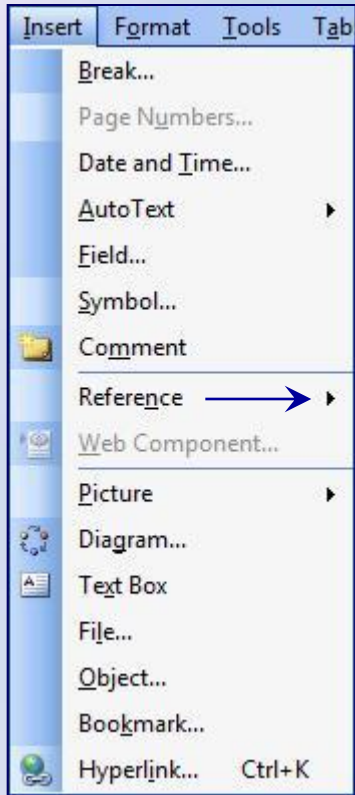 Insert Format Tools Tab
Break...
Page Numbers...
Date and Time...
AutoText
Field...
Symbol...
Comment
Reference
Web Component...
Picture
Diagram...
Text Box
File...
Object...
Bookmark...
Hyperlink... Ctrl+K